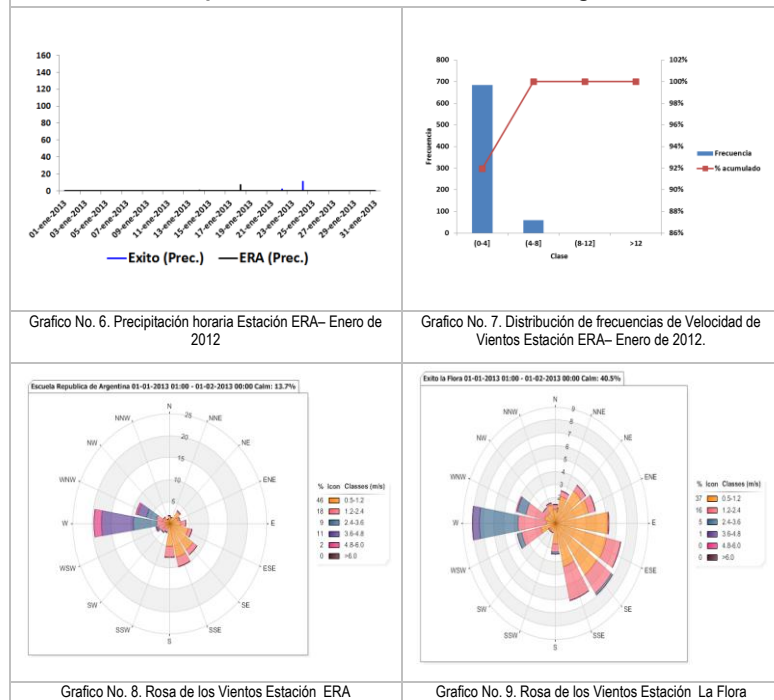 160
140
120
100
80
60
40
20
0
01-ene-2013
03-ene-2013
05-ene-2013
07-ene-2013
09-ene-2013
11-ene-2013
13-ene-2013
15-ene-2013
17-ene-2013
19-ene-2013
21-ene-2013
23-ene-2013
25-ene-2013
27-ene-2013
29-ene-2013
31-ene-2013
Exito (Prec.) ERA (Prec.)
800
700
600
500
400
300
200
100
0
Frecuencia
102%
100%
98%
96%
94%
92%
90%
88%
86%
(0-4]
(4-8]
(8-12]
>12
Clase
Frecuencia
% acumulado
Grafico No. 6. Precipitación horaria Estación ERA– Enero de
2012
Grafico No. 7. Distribución de frecuencias de Velocidad de
Vientos Estación ERA– Enero de 2012.
Escuela Republica de Argentina 01-01-2013 01:00 - 01-02-2013 00:00 Calm: 13.7%
N
NNE
NE
ENE
E
ESE
SE
SSE
S
SSW
SW
WSW
W
WNW
NW
NNW
25
20
15
10
5
% Icon Classes (m/s)
46 0.5-1.2
18 1.2-2.4
9 2.4-3.6
11 3.6-4.8
2 4.8-6.0
0 >6.0
Exito la Flora 01-01-2013 01:00 - 01-02-2013 00:00 Calm: 40.5%
N
NNE
NE
ENE
E
ESE
SE
SSE
S
SSW
SW
WSW
W
WNW
NW
NNW
9
8
7
6
5
4
3
2
% Icon Classes (m/s)
37 0.5-1.2
16 1.2-2.4
5 2.4-3.6
1 3.6-4.8
0 4.8-6.0
0 >6.0
Grafico No. 8. Rosa de los Vientos Estación ERA
Grafico No. 9. Rosa de los Vientos Estación La Flora